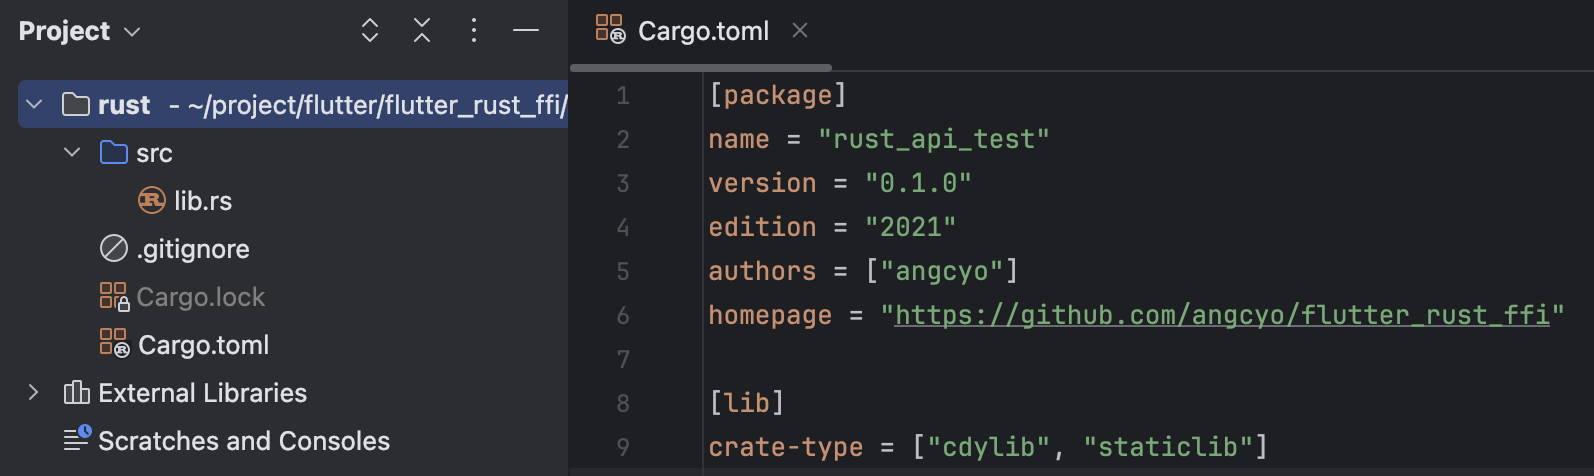 Project
rust - ~/project/flutter/flutter_rust_ffi/
src
lib.rs
.gitignore
Cargo.lock
Cargo.toml
External Libraries
Scratches and Consoles
Cargo.toml
1 [package]
2 name = "rust_api_test"
3 version = "0.1.0"
4 edition = "2021"
5 authors = ["angcyo"]
6 homepage = "https://github.com/angcyo/flutter_rust_ffi"
7
8 [lib]
9 crate-type = ["cdylib", "staticlib"]